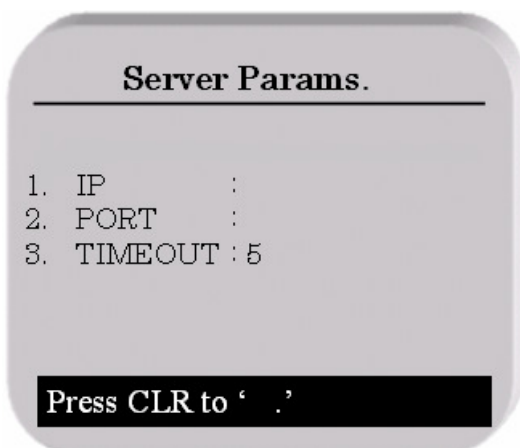 Server Params.
1. IP :
2. PORT :
3. TIMEOUT : 5
Press CLR to ‘ .’